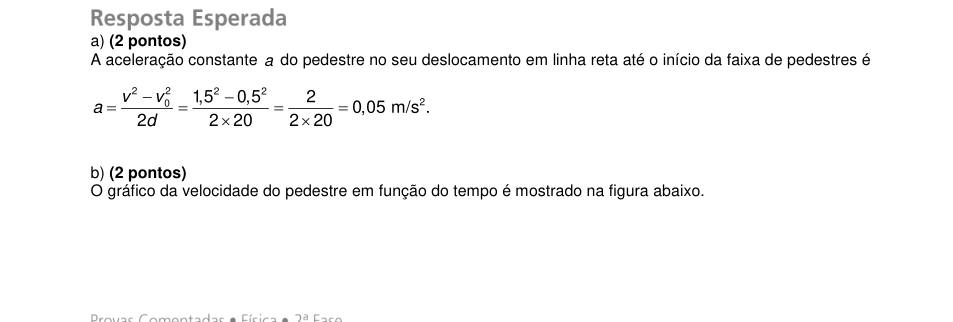 Resposta Esperada
a) (2 pontos)
A aceleração constante a do pedestre no seu deslocamento em linha reta até o início da faixa de pedestres é
a = (v² − v₀²)/(2d) = (1,5² − 0,5²)/(2 × 20) = 2/(2 × 20) = 0,05 m/s².
b) (2 pontos)
O gráfico da velocidade do pedestre em função do tempo é mostrado na figura abaixo.
Provas Comentadas • Física • 2ª Fase